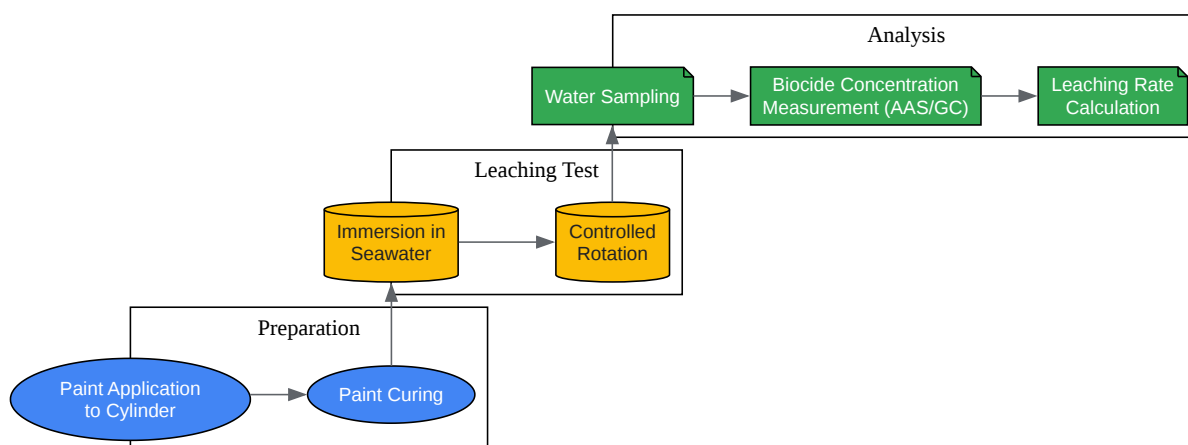 Analysis
Water Sampling
Biocide Concentration
Measurement (AAS/GC)
Leaching Rate
Calculation
Leaching Test
Immersion in
Seawater
Controlled
Rotation
Preparation
Paint Application
to Cylinder
Paint Curing